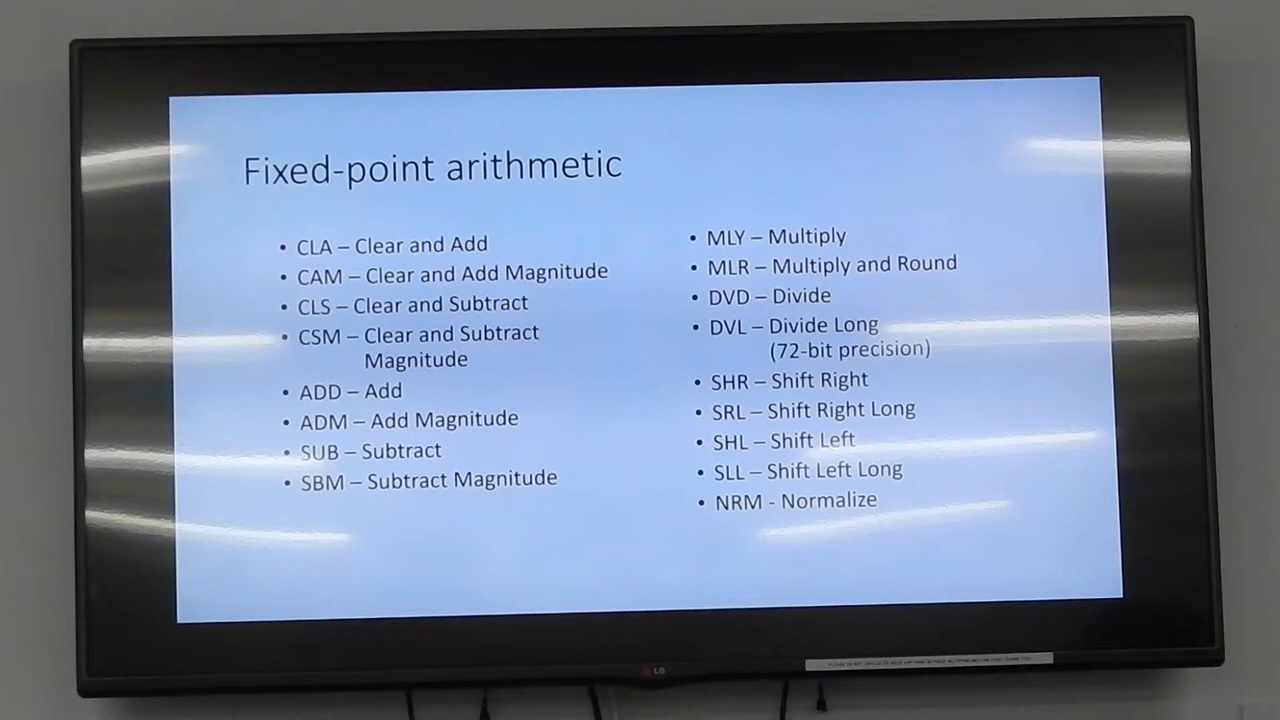 Fixed-point arithmetic
• CLA – Clear and Add
• CAM – Clear and Add Magnitude
• CLS – Clear and Subtract
• CSM – Clear and Subtract
Magnitude
• ADD – Add
• ADM – Add Magnitude
• SUB – Subtract
• SBM – Subtract Magnitude
• MLY – Multiply
• MLR – Multiply and Round
• DVD – Divide
• DVL – Divide Long
(72-bit precision)
• SHR – Shift Right
• SRL – Shift Right Long
• SHL – Shift Left
• SLL – Shift Left Long
• NRM - Normalize
LG